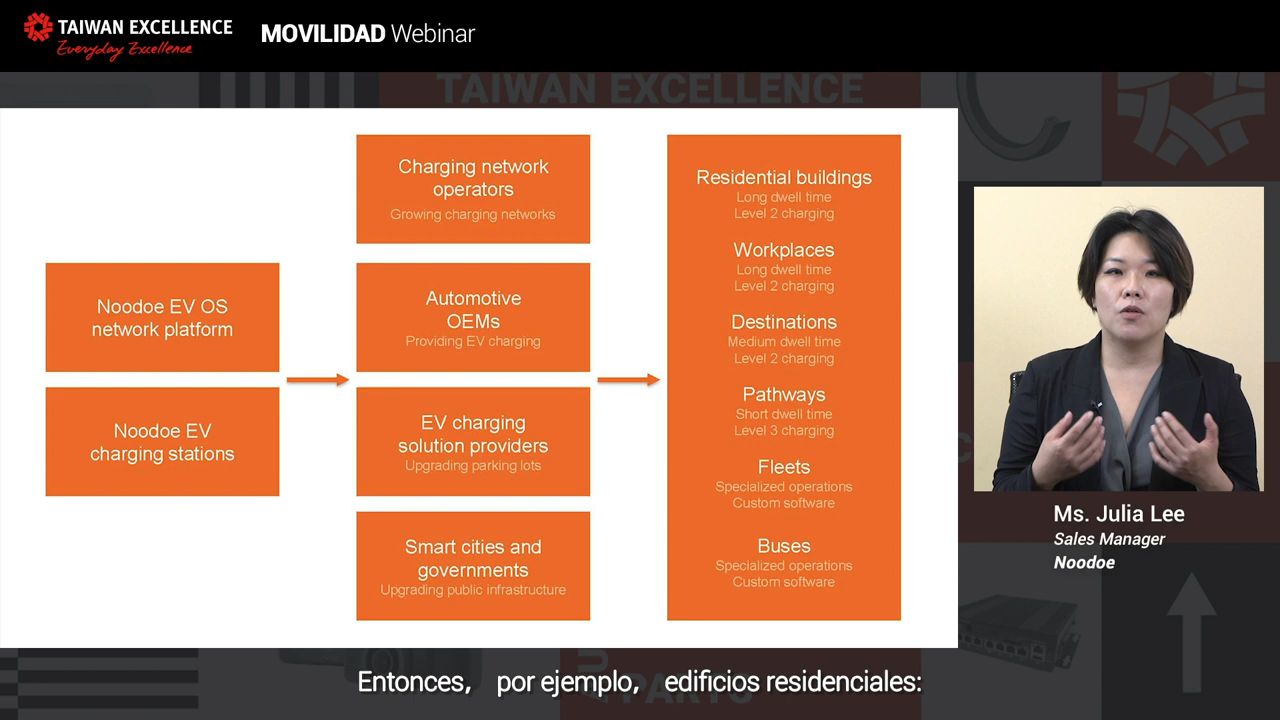 TAIWAN EXCELLENCE
Everyday Excellence
MOVILIDAD Webinar
TAIWAN EXCELLENCE
Noodoe EV OS
network platform
Noodoe EV
charging stations
Charging network
operators
Growing charging networks
Automotive
OEMs
Providing EV charging
EV charging
solution providers
Upgrading parking lots
Smart cities and
governments
Upgrading public infrastructure
Residential buildings
Long dwell time
Level 2 charging
Workplaces
Long dwell time
Level 2 charging
Destinations
Medium dwell time
Level 2 charging
Pathways
Short dwell time
Level 3 charging
Fleets
Specialized operations
Custom software
Buses
Specialized operations
Custom software
Ms. Julia Lee
Sales Manager
Noodoe
Entonces, por ejemplo, edificios residenciales: